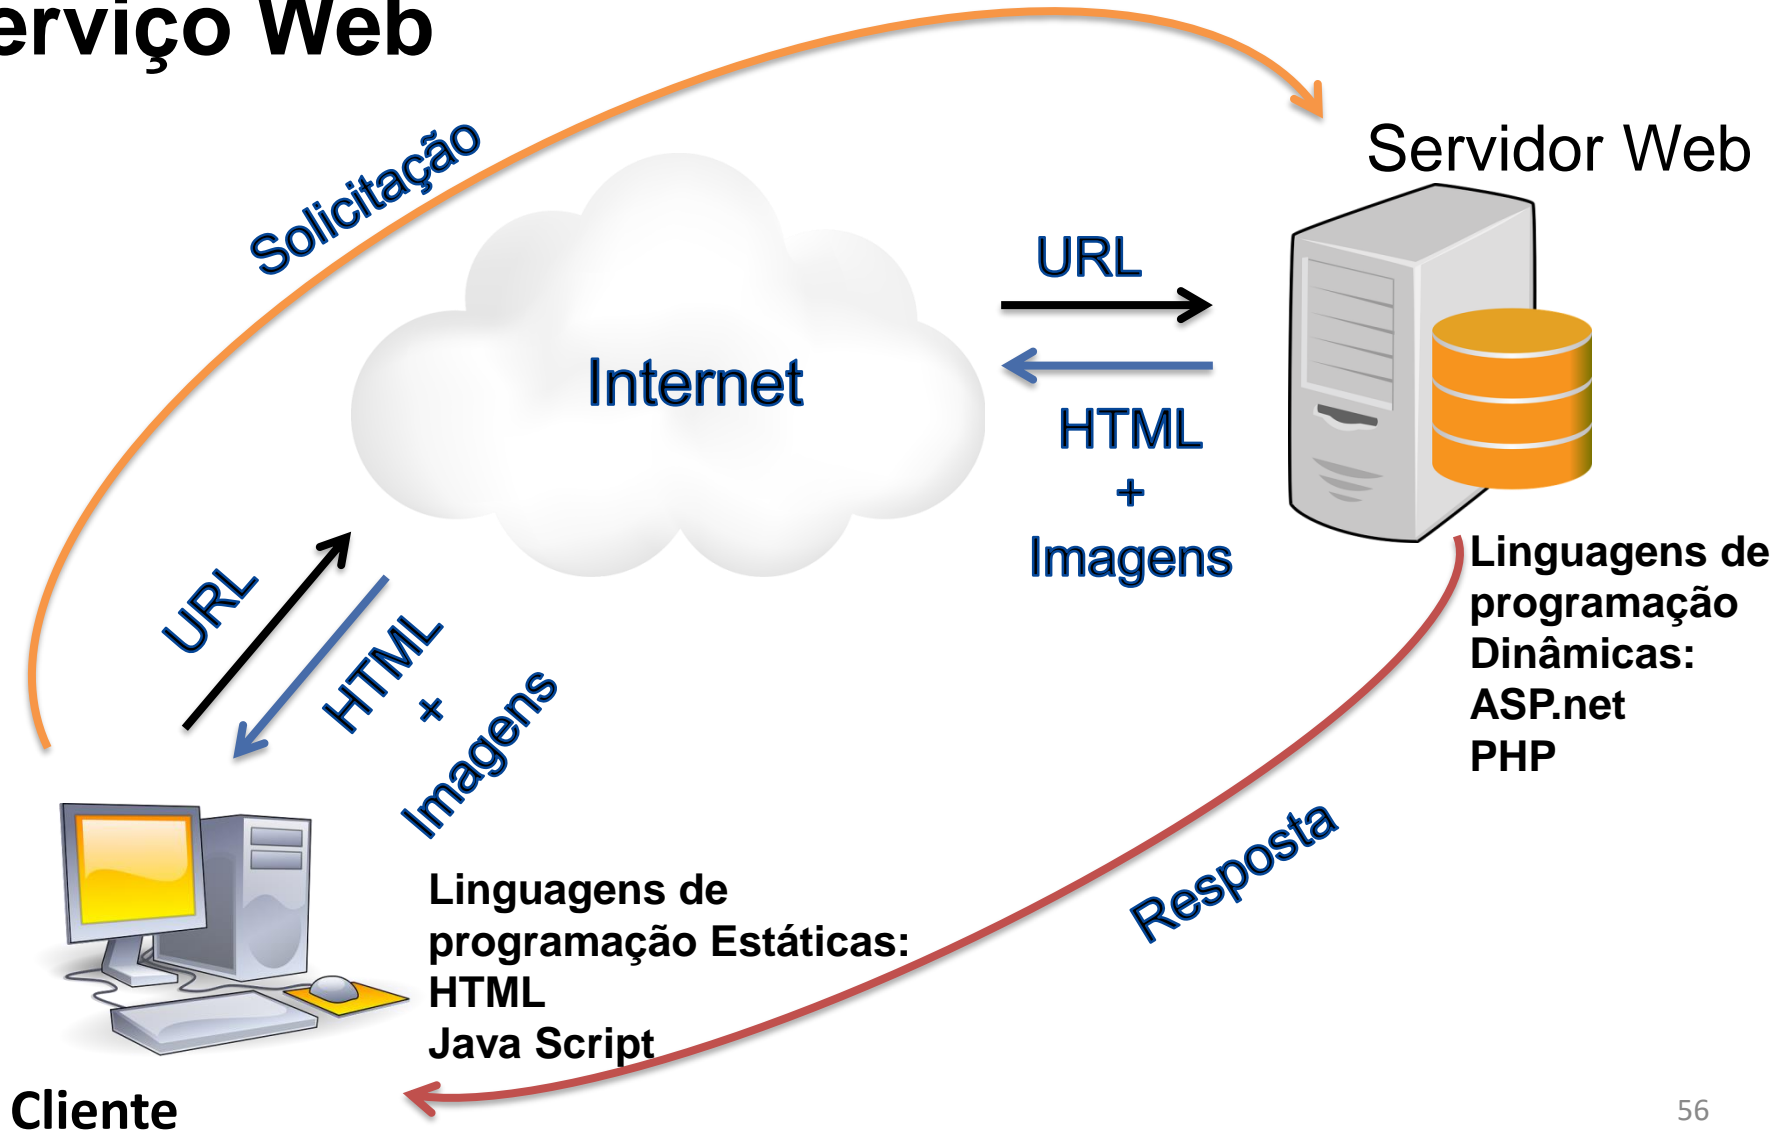 erviço Web
Solicitação
Servidor Web
URL
Internet
HTML
+
Imagens
URL
HTML
+
Imagens
Linguagens de
programação
Dinâmicas:
ASP.net
PHP
Resposta
Linguagens de
programação Estáticas:
HTML
Java Script
Cliente
56